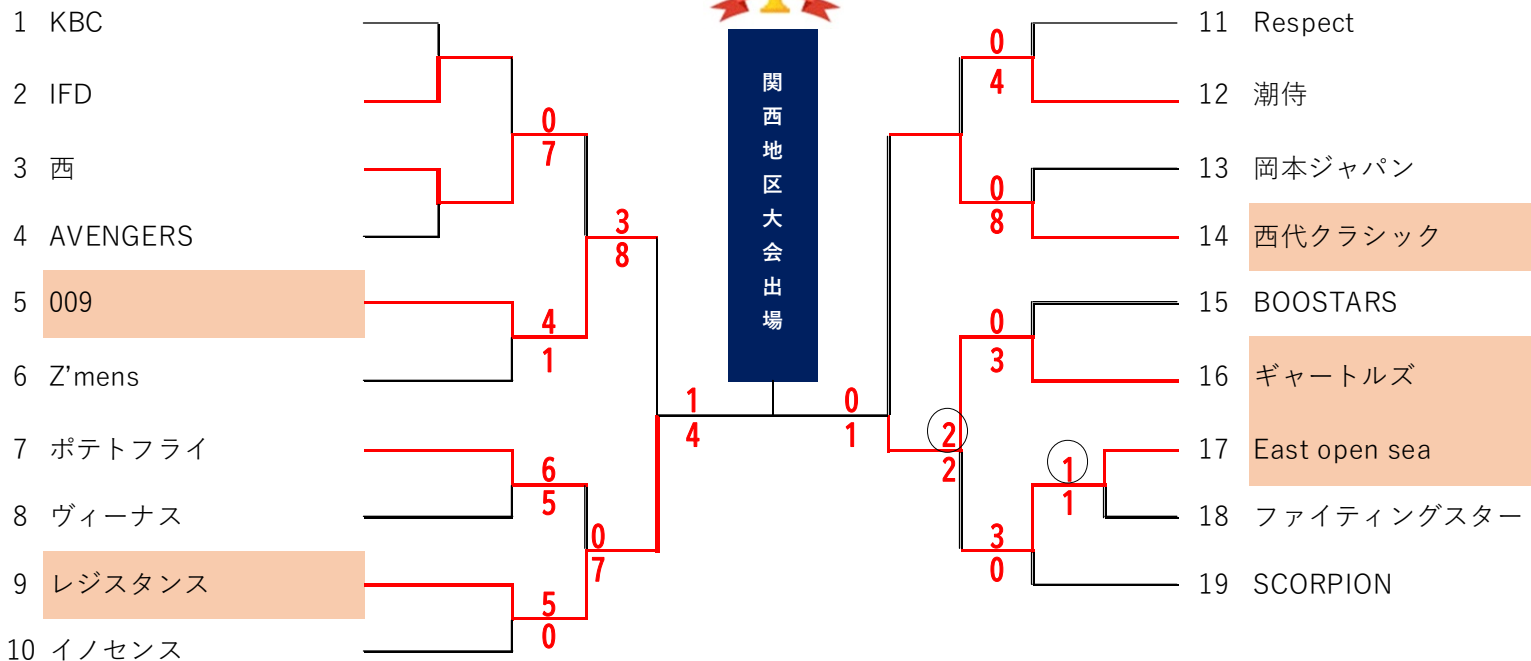 1 KBC
2 IFD
3 西
4 AVENGERS
5 009
6 Z’mens
7 ポテトフライ
8 ヴィーナス
9 レジスタンス
10 イノセンス
0
7
4
1
6
5
5
0
3
8
0
7
1
4
関西地区大会出場
0
1
2
2
0
4
0
8
0
3
1
1
3
0
11 Respect
12 潮侍
13 岡本ジャパン
14 西代クラシック
15 BOOSTARS
16 ギャートルズ
17 East open sea
18 ファイティングスター
19 SCORPION